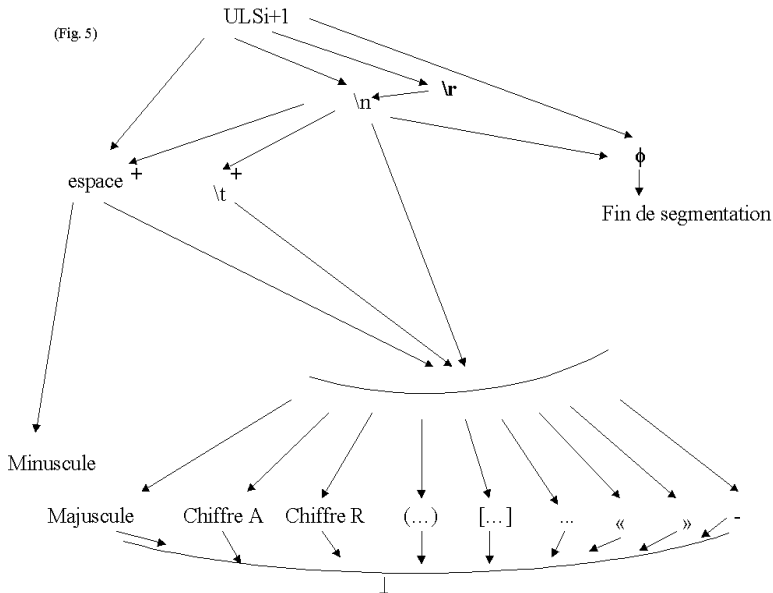 ULSi+1
(Fig. 5)
\n
\r
espace +
\t +
ϕ
Fin de segmentation
Minuscule
Majuscule
Chiffre A
Chiffre R
(...)
[...]
...
«
»
-
⊥